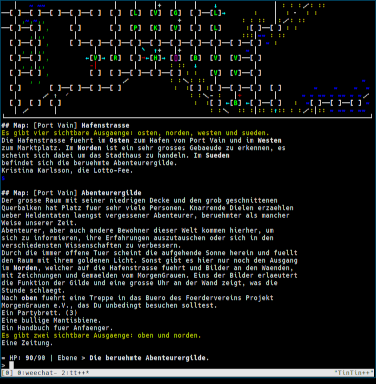 ## Map: [Port Vain] Hafenstrasse
Es gibt vier sichtbare Ausgaenge: osten, norden, westen und sueden.
Die Hafenstrasse fuehrt im Osten zum Hafen von Port Vain und im Westen
zum Marktplatz. Im Norden ist ein sehr grosses Gebaeude zu erkennen, es
scheint sich dabei um das Stadthaus zu handeln. Im Sueden
befindet sich die beruehmte Abenteurergilde.
Kristina Karlsson, die Lotto-Fee.
## Map: [Port Vain] Abenteurergilde
Der grosse Raum mit seiner niedrigen Decke und den grob geschnittenen
Querbalken hat Platz fuer sehr viele Personen. Knarrende Dielen erzaehlen
ueber Heldentaten laengst vergessener Abenteurer, beruehmter als mancher
Weise unserer Zeit.
Abenteurer, aber auch andere Bewohner dieser Welt kommen hierher, um
sich zu informieren, ihre Erfahrungen auszutauschen oder sich in den
verschiedensten Wissenschaften zu verbessern.
Durch die immer offene Tuer scheint die aufgehende Sonne herein und fuellt
den Raum mit ihrem goldenen Licht. Sonst gibt es hier nur noch den Ausgang
im Norden, welcher auf die Hafenstrasse fuehrt und Bilder an den Waenden,
mit Zeichnungen und Gemaelden vom MorgenGrauen. Eins der Bilder erlaeutert
die Funktion der Gilde und eine grosse Uhr an der Wand zeigt, was die
Stunde schlaegt.
Nach oben fuehrt eine Treppe in das Buero des Foerdervereins Projekt
MorgenGrauen e.V., das Du unbedingt besuchen solltest.
Ein Partybrett. (3)
Eine bullige Mantisbiene.
Ein Handbuch fuer Anfaenger.
Es gibt zwei sichtbare Ausgaenge: oben und norden.
Eine Zeitung.
= HP: 90/90 | Ebene > Die beruehmte Abenteurergilde.
>
[0] 0:weechat- 2:tt++* "TinTin++"